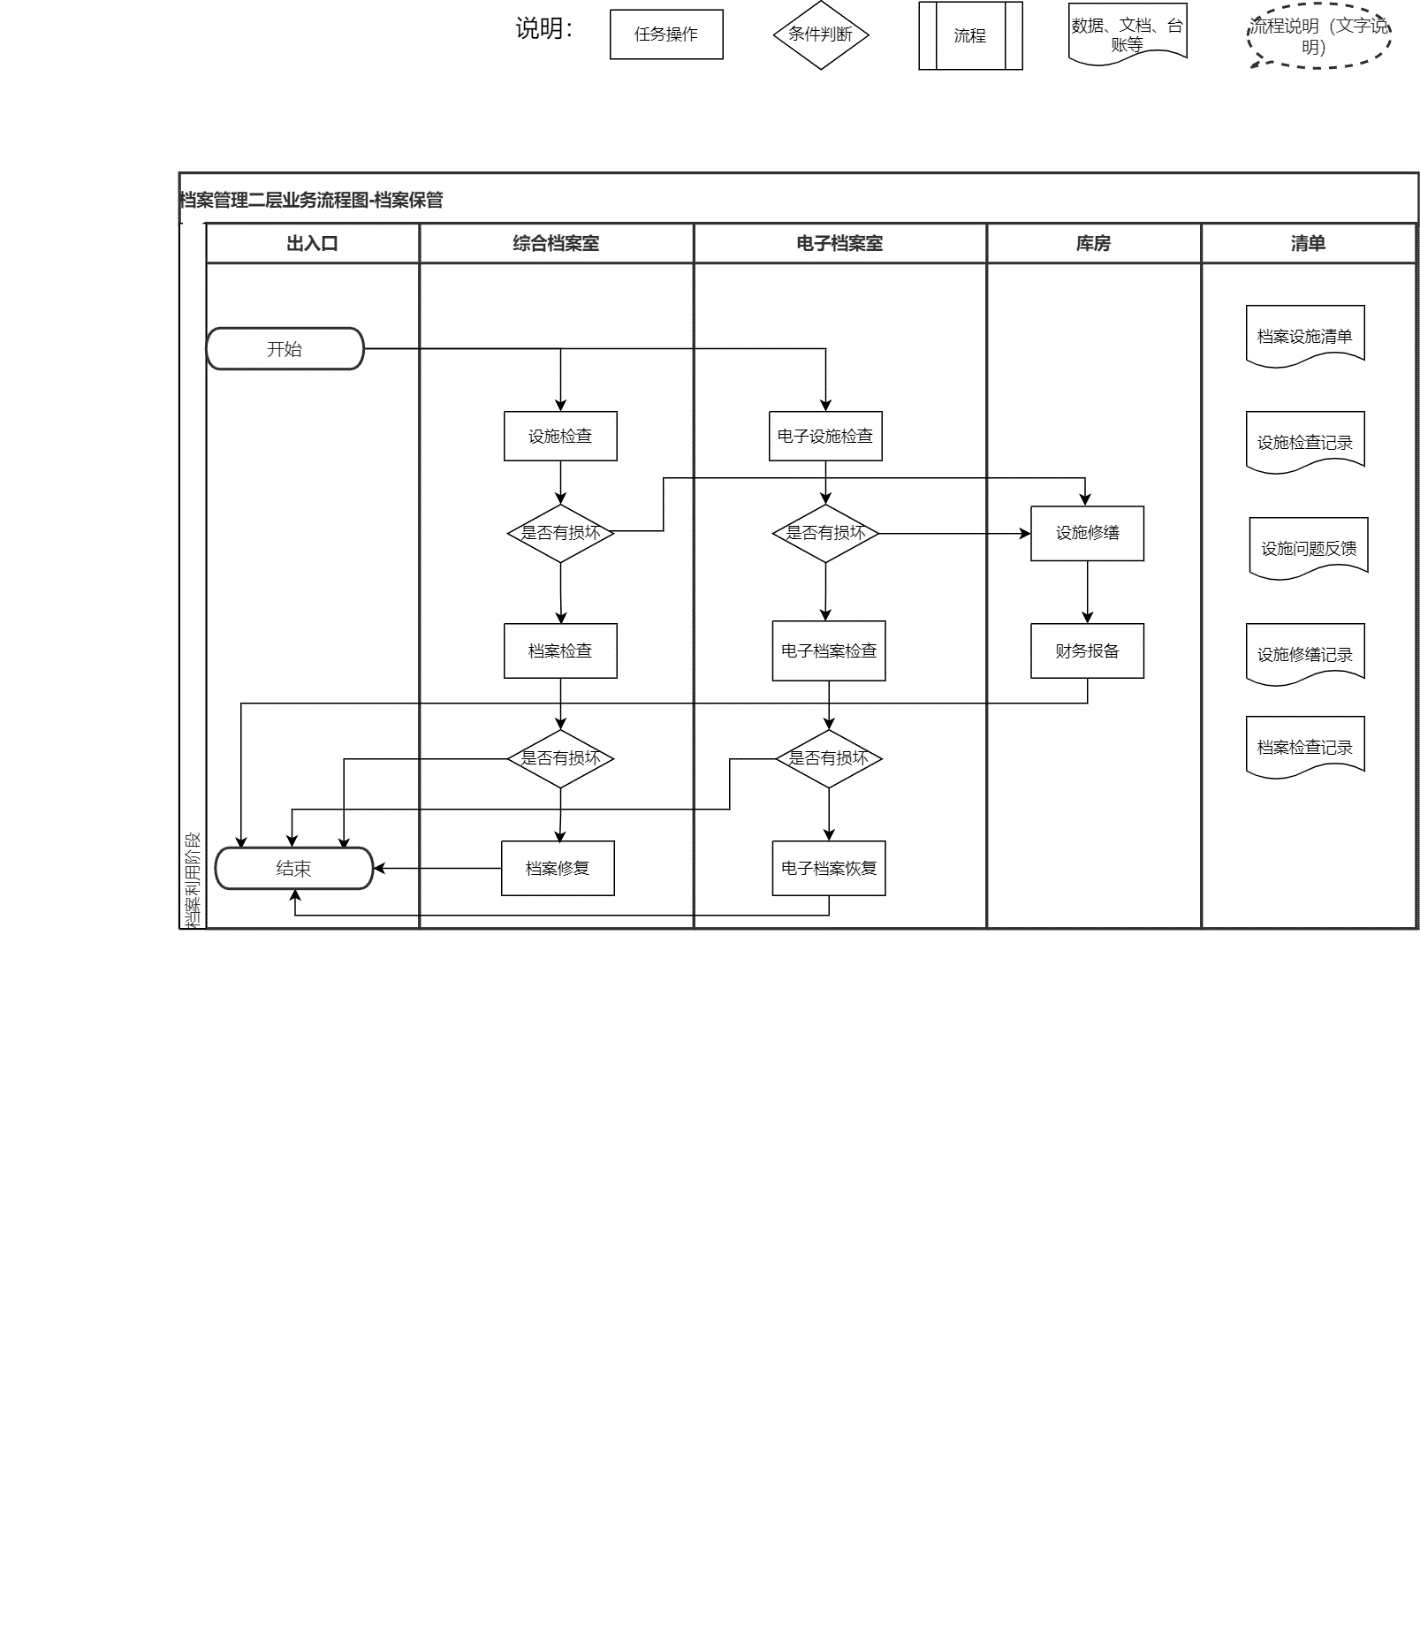 说明：
任务操作
条件判断
流程
数据、文档、台
账等
流程说明（文字说
明）
档案管理二层业务流程图-档案保管
出入口
综合档案室
电子档案室
库房
清单
开始
档案设施清单
设施检查
电子设施检查
设施检查记录
是否有损坏
是否有损坏
设施修缮
设施问题反馈
档案检查
电子档案检查
财务报备
设施修缮记录
是否有损坏
是否有损坏
档案检查记录
档案利用阶段
结束
档案修复
电子档案恢复